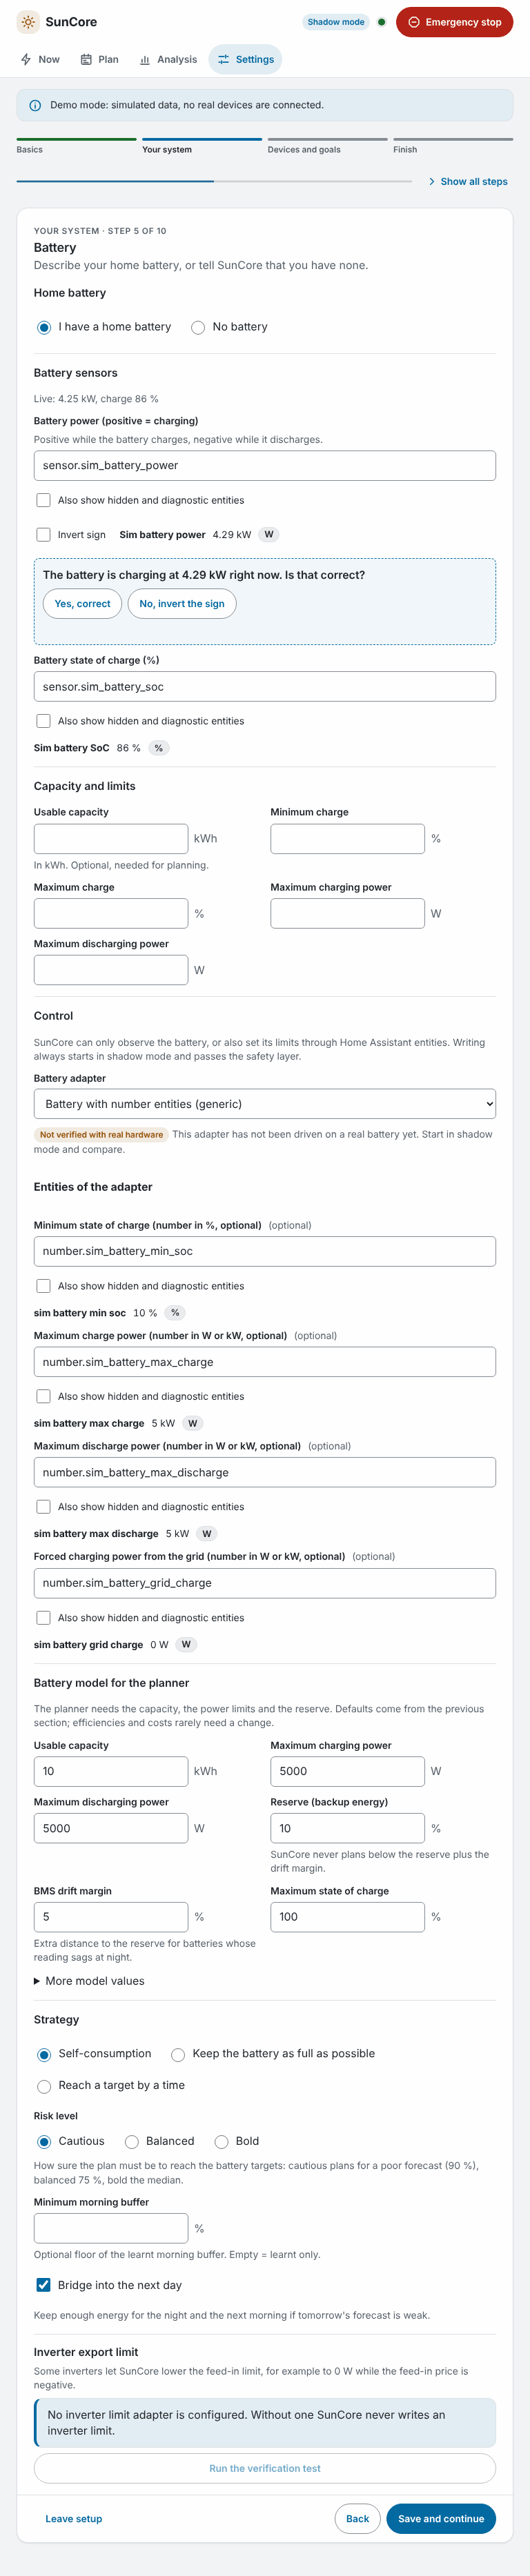 SunCore
Shadow mode
Emergency stop
Now
Plan
Analysis
Settings
Demo mode: simulated data, no real devices are connected.
Basics
Your system
Devices and goals
Finish
Show all steps
YOUR SYSTEM · STEP 5 OF 10
Battery
Describe your home battery, or tell SunCore that you have none.
Home battery
I have a home battery
No battery
Battery sensors
Live: 4.25 kW, charge 86 %
Battery power (positive = charging)
Positive while the battery charges, negative while it discharges.
sensor.sim_battery_power
Also show hidden and diagnostic entities
Invert sign Sim battery power 4.29 kW W
The battery is charging at 4.29 kW right now. Is that correct?
Yes, correct
No, invert the sign
Battery state of charge (%)
sensor.sim_battery_soc
Also show hidden and diagnostic entities
Sim battery SoC 86 % %
Capacity and limits
Usable capacity
kWh
In kWh. Optional, needed for planning.
Minimum charge
%
Maximum charge
%
Maximum charging power
W
Maximum discharging power
W
Control
SunCore can only observe the battery, or also set its limits through Home Assistant entities. Writing
always starts in shadow mode and passes the safety layer.
Battery adapter
Battery with number entities (generic)
Not verified with real hardware This adapter has not been driven on a real battery yet. Start in shadow
mode and compare.
Entities of the adapter
Minimum state of charge (number in %, optional) (optional)
number.sim_battery_min_soc
Also show hidden and diagnostic entities
sim battery min soc 10 % %
Maximum charge power (number in W or kW, optional) (optional)
number.sim_battery_max_charge
Also show hidden and diagnostic entities
sim battery max charge 5 kW W
Maximum discharge power (number in W or kW, optional) (optional)
number.sim_battery_max_discharge
Also show hidden and diagnostic entities
sim battery max discharge 5 kW W
Forced charging power from the grid (number in W or kW, optional) (optional)
number.sim_battery_grid_charge
Also show hidden and diagnostic entities
sim battery grid charge 0 W W
Battery model for the planner
The planner needs the capacity, the power limits and the reserve. Defaults come from the previous
section; efficiencies and costs rarely need a change.
Usable capacity
10 kWh
Maximum charging power
5000 W
Maximum discharging power
5000 W
Reserve (backup energy)
10 %
SunCore never plans below the reserve plus the
drift margin.
BMS drift margin
5 %
Extra distance to the reserve for batteries whose
reading sags at night.
Maximum state of charge
100 %
More model values
Strategy
Self-consumption
Keep the battery as full as possible
Reach a target by a time
Risk level
Cautious
Balanced
Bold
How sure the plan must be to reach the battery targets: cautious plans for a poor forecast (90 %),
balanced 75 %, bold the median.
Minimum morning buffer
%
Optional floor of the learnt morning buffer. Empty = learnt only.
Bridge into the next day
Keep enough energy for the night and the next morning if tomorrow's forecast is weak.
Inverter export limit
Some inverters let SunCore lower the feed-in limit, for example to 0 W while the feed-in price is
negative.
No inverter limit adapter is configured. Without one SunCore never writes an
inverter limit.
Run the verification test
Leave setup
Back
Save and continue